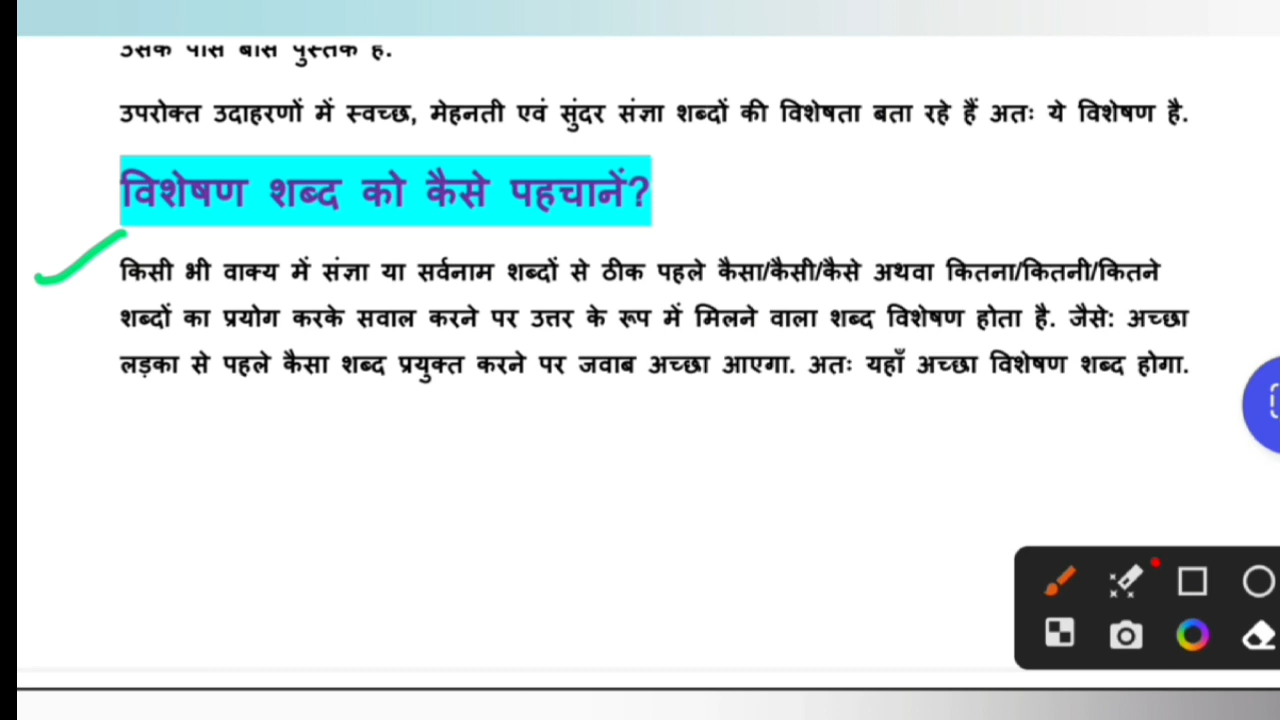 उसके पास बीस पुस्तक है.
उपरोक्त उदाहरणों में स्वच्छ, मेहनती एवं सुंदर संज्ञा शब्दों की विशेषता बता रहे हैं अतः ये विशेषण है.
विशेषण शब्द को कैसे पहचानें?
किसी भी वाक्य में संज्ञा या सर्वनाम शब्दों से ठीक पहले कैसा/कैसी/कैसे अथवा कितना/कितनी/कितने
शब्दों का प्रयोग करके सवाल करने पर उत्तर के रूप में मिलने वाला शब्द विशेषण होता है. जैसे: अच्छा
लड़का से पहले कैसा शब्द प्रयुक्त करने पर जवाब अच्छा आएगा. अतः यहाँ अच्छा विशेषण शब्द होगा.